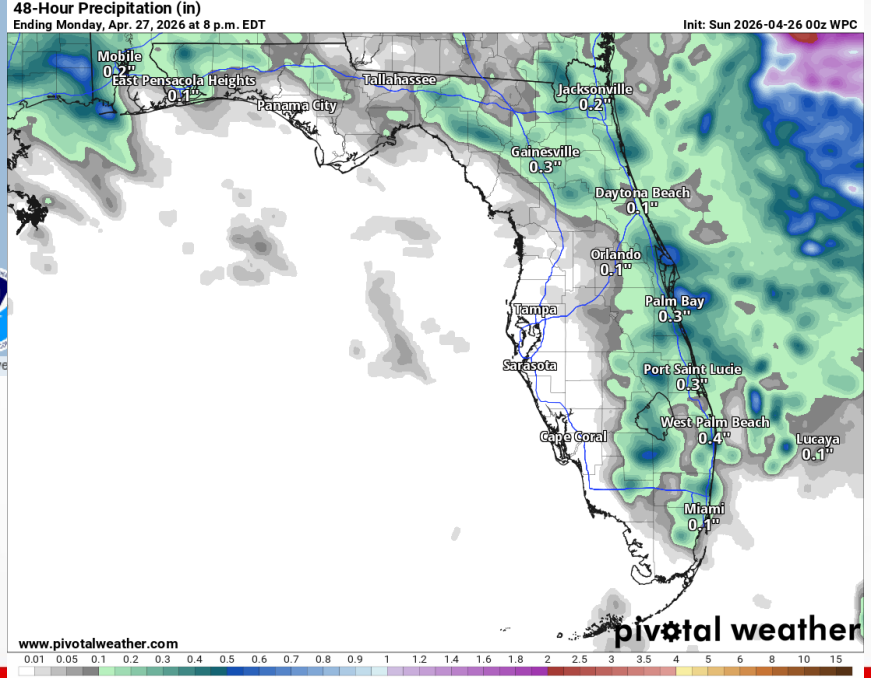 48-Hour Precipitation (in)
Ending Monday, Apr. 27, 2026 at 8 p.m. EDT
Init: Sun 2026-04-26 00z WPC
Mobile
0.2"
East Pensacola Heights
0.1"
Panama City
Tallahassee
Jacksonville
0.2"
Gainesville
0.3"
Daytona Beach
0.1"
Orlando
0.1"
Tampa
Palm Bay
0.3"
Sarasota
Port Saint Lucie
0.3"
West Palm Beach
0.4"
Cape Coral
Lucaya
0.1"
Miami
0.1"
www.pivotalweather.com
pivotal weather
0.01 0.05 0.1 0.2 0.3 0.4 0.5 0.6 0.7 0.8 0.9 1 1.2 1.4 1.6 1.8 2 2.5 3 3.5 4 5 6 8 10 15